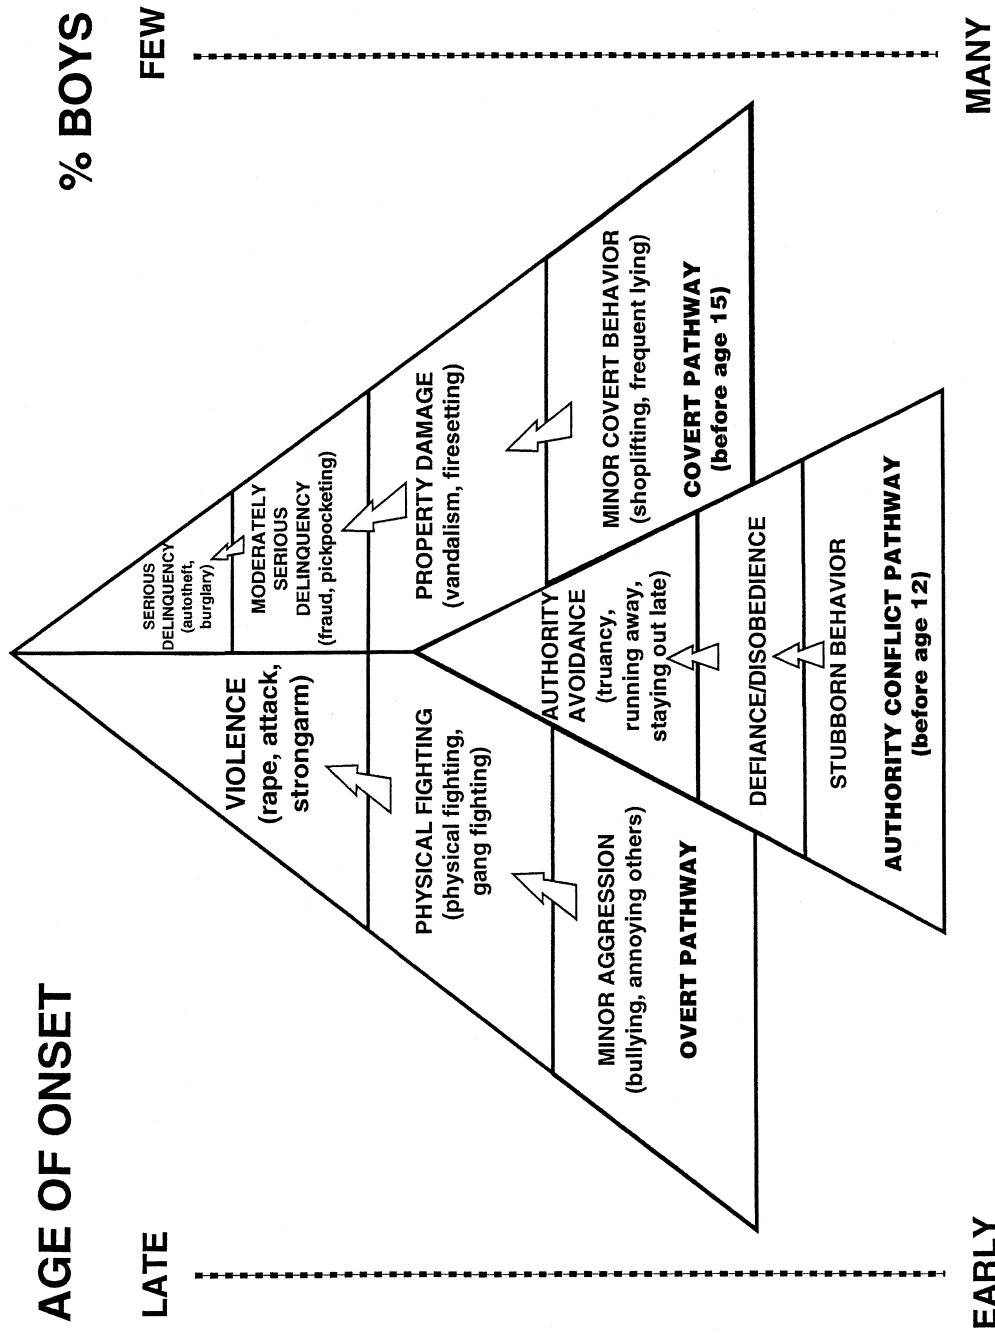 AGE OF ONSET
% BOYS
LATE
FEW
SERIOUS
DELINQUENCY
(autotheft,
burglary)
VIOLENCE
(rape, attack,
strongarm)
MODERATELY
SERIOUS
DELINQUENCY
(fraud, pickpocketing)
PHYSICAL FIGHTING
(physical fighting,
gang fighting)
PROPERTY DAMAGE
(vandalism, firesetting)
AUTHORITY
AVOIDANCE
(truancy,
running away,
staying out late)
MINOR AGGRESSION
(bullying, annoying others)
OVERT PATHWAY
MINOR COVERT BEHAVIOR
(shoplifting, frequent lying)
COVERT PATHWAY
(before age 15)
DEFIANCE/DISOBEDIENCE
STUBBORN BEHAVIOR
AUTHORITY CONFLICT PATHWAY
(before age 12)
EARLY
MANY